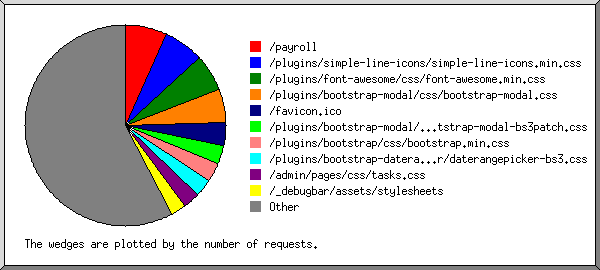 /payroll
/plugins/simple-line-icons/simple-line-icons.min.css
/plugins/font-awesome/css/font-awesome.min.css
/plugins/bootstrap-modal/css/bootstrap-modal.css
/favicon.ico
/plugins/bootstrap-modal/...tstrap-modal-bs3patch.css
/plugins/bootstrap/css/bootstrap.min.css
/plugins/bootstrap-datera...r/daterangepicker-bs3.css
/admin/pages/css/tasks.css
/_debugbar/assets/stylesheets
Other
The wedges are plotted by the number of requests.